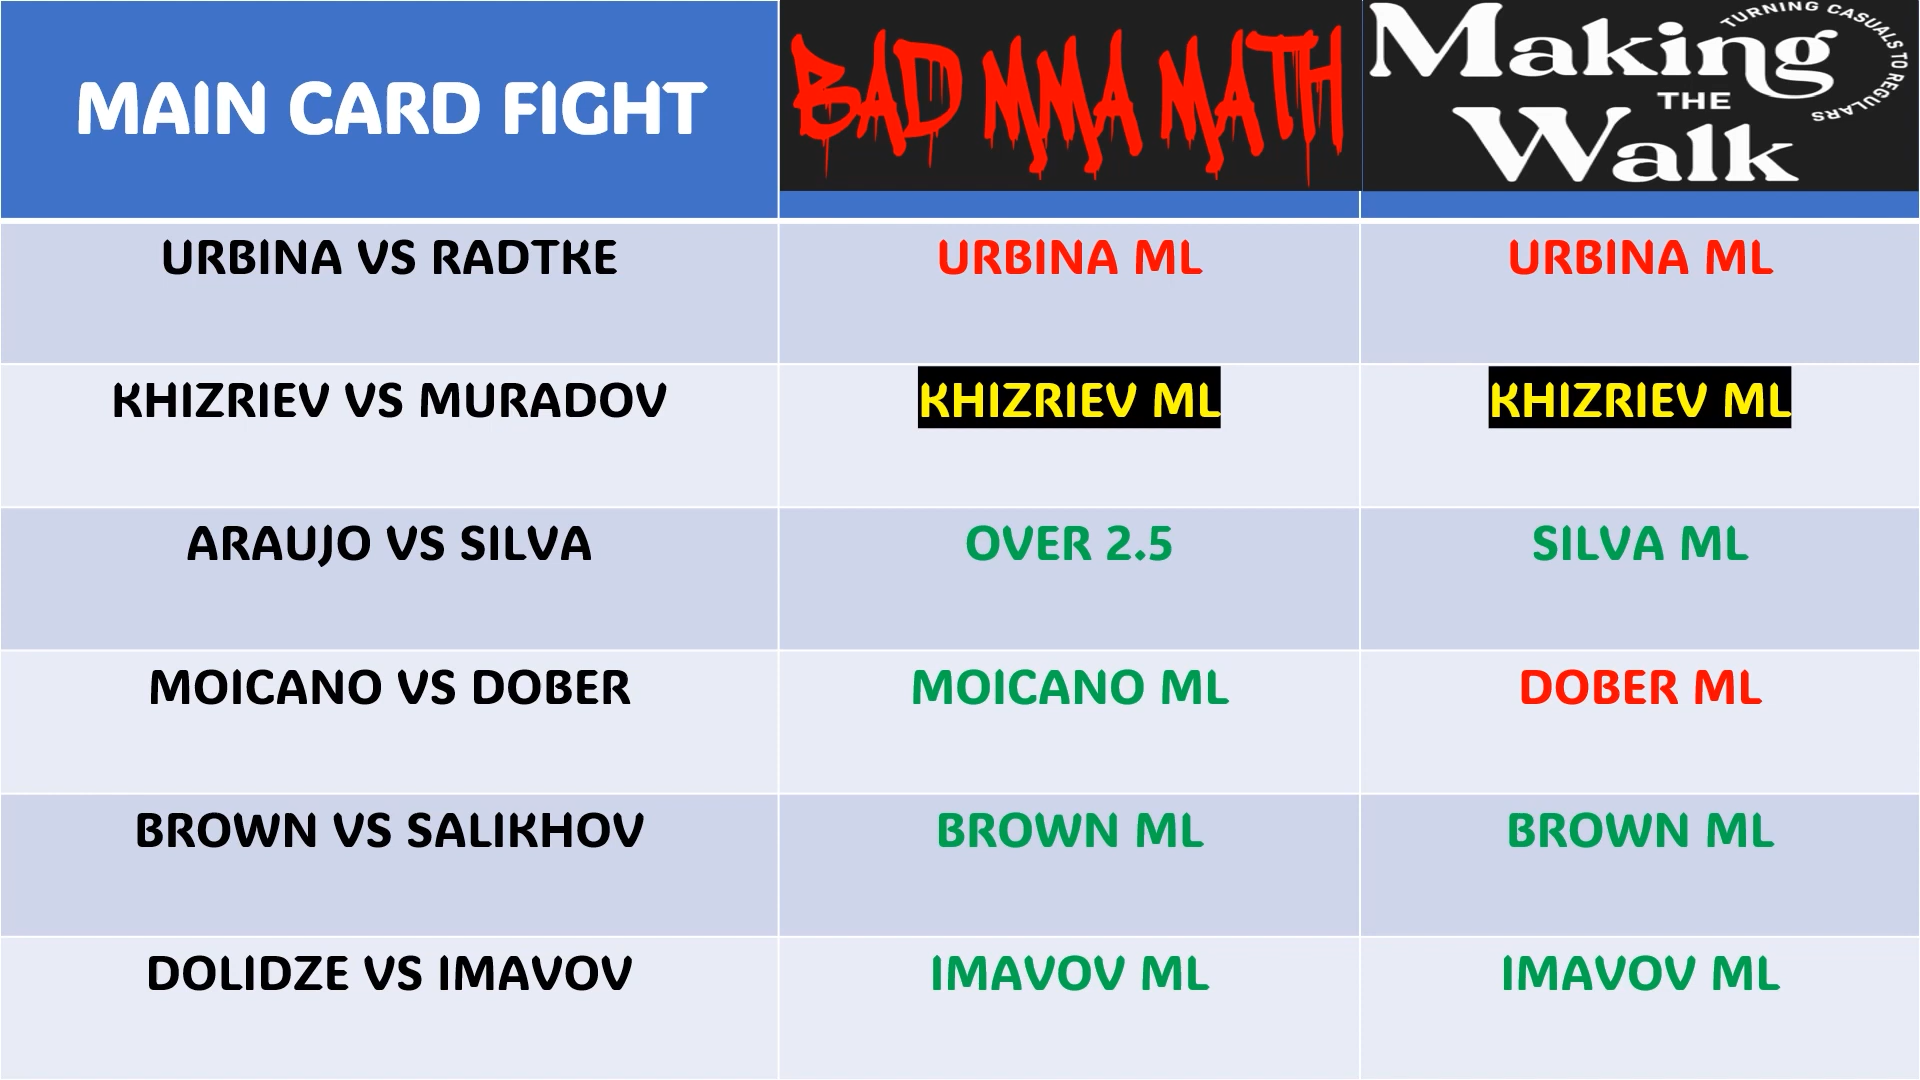 MAIN CARD FIGHT
BAD MMA MATH
Making
THE
Walk
TURNING CASUALS TO REGULARS
URBINA VS RADTKE
URBINA ML
URBINA ML
KHIZRIEV VS MURADOV
KHIZRIEV ML
KHIZRIEV ML
ARAUJO VS SILVA
OVER 2.5
SILVA ML
MOICANO VS DOBER
MOICANO ML
DOBER ML
BROWN VS SALIKHOV
BROWN ML
BROWN ML
DOLIDZE VS IMAVOV
IMAVOV ML
IMAVOV ML